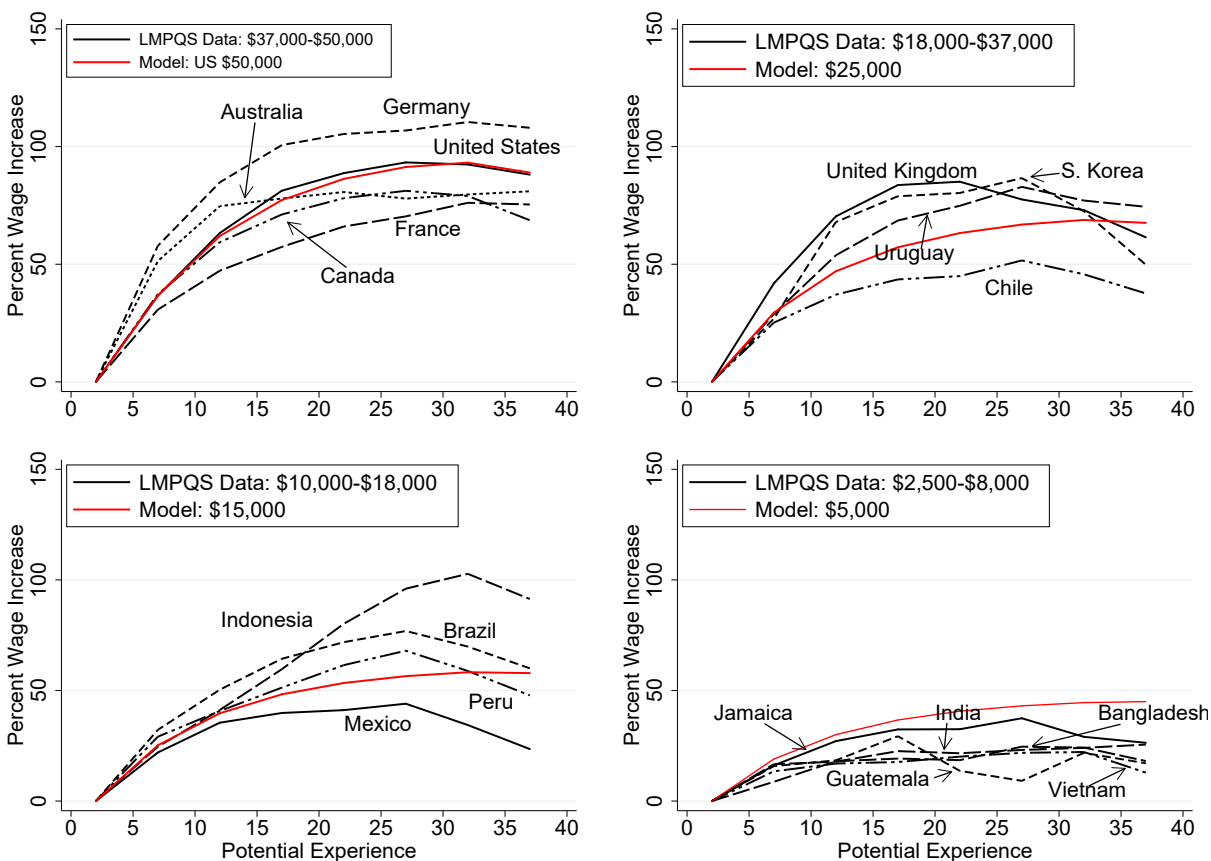 LMPQS Data: $37,000-$50,000
Model: US $50,000
Percent Wage Increase
150
100
50
0
Australia
Germany
United States
France
Canada
0 5 10 15 20 25 30 35 40
LMPQS Data: $18,000-$37,000
Model: $25,000
Percent Wage Increase
150
100
50
0
United Kingdom
S. Korea
Uruguay
Chile
0 5 10 15 20 25 30 35 40
LMPQS Data: $10,000-$18,000
Model: $15,000
Percent Wage Increase
150
100
50
0
Indonesia
Brazil
Peru
Mexico
0 5 10 15 20 25 30 35 40
Potential Experience
LMPQS Data: $2,500-$8,000
Model: $5,000
Percent Wage Increase
150
100
50
0
Jamaica
India
Bangladesh
Guatemala
Vietnam
0 5 10 15 20 25 30 35 40
Potential Experience